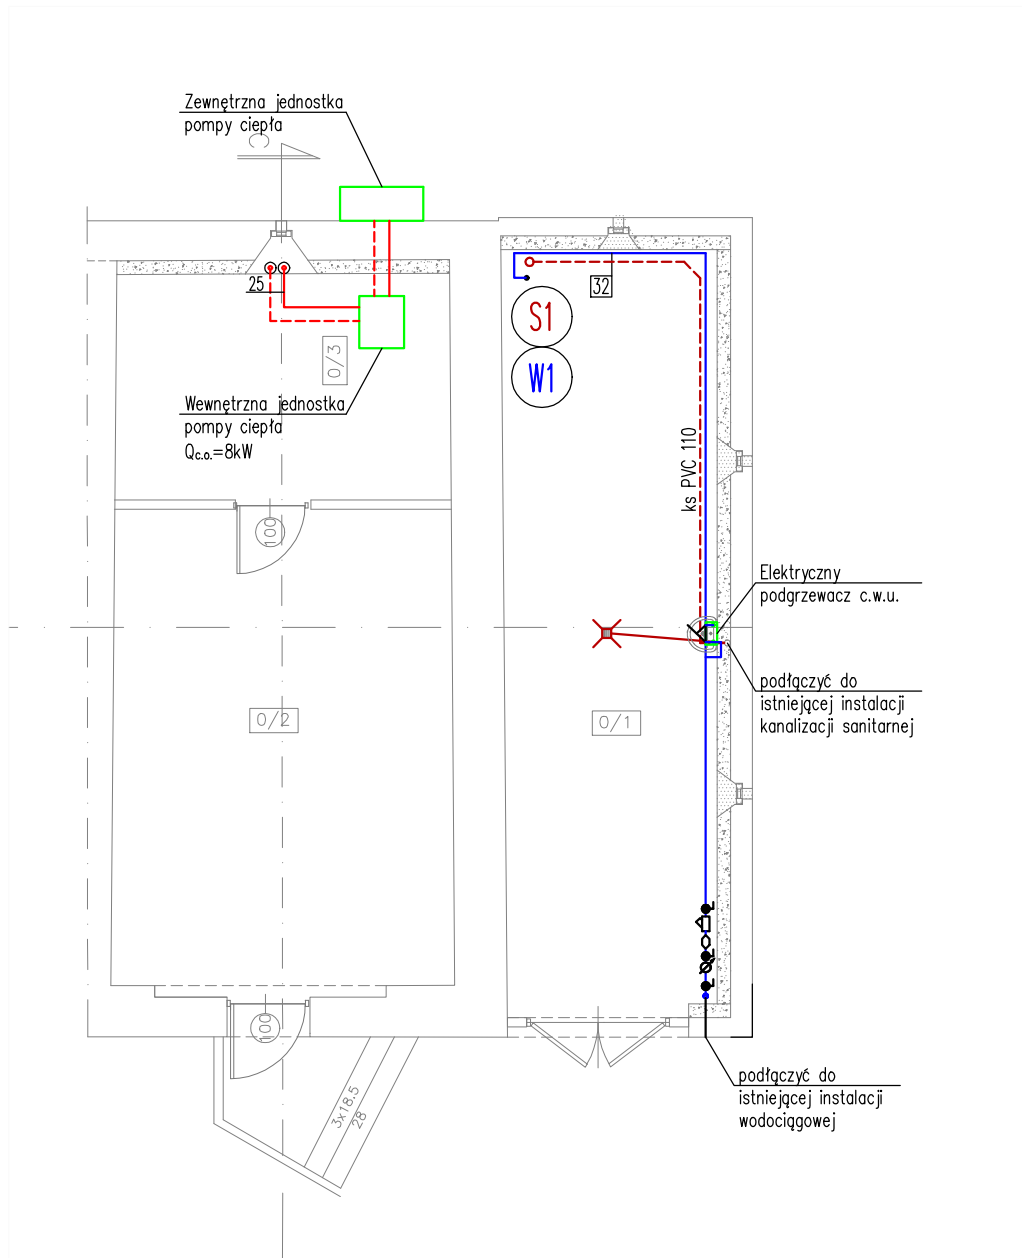 Zewnętrzna jednostka
pompy ciepła
C
25
32
S1
W1
0/3
Wewnętrzna jednostka
pompy ciepła
Qc.o.=8kW
ks PVC 110
100
Elektryczny
podgrzewacz c.w.u.
podłączyć do
istniejącej instalacji
kanalizacji sanitarnej
0/2
0/1
100
3x18.5
28
podłączyć do
istniejącej instalacji
wodociągowej